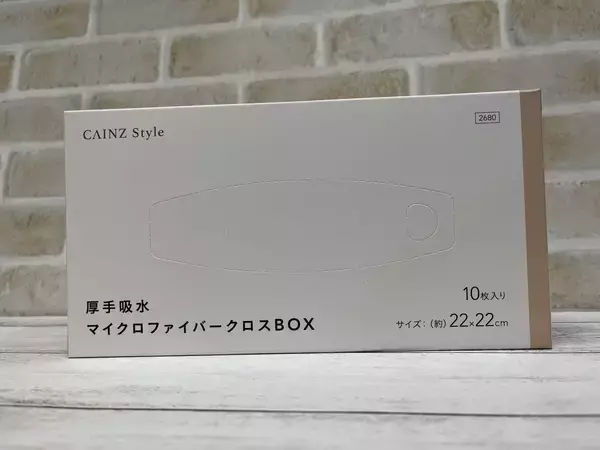 CAINZ Style
2680
厚手吸水
マイクロファイバークロスBOX
10枚入り
サイズ:(約)22×22cm